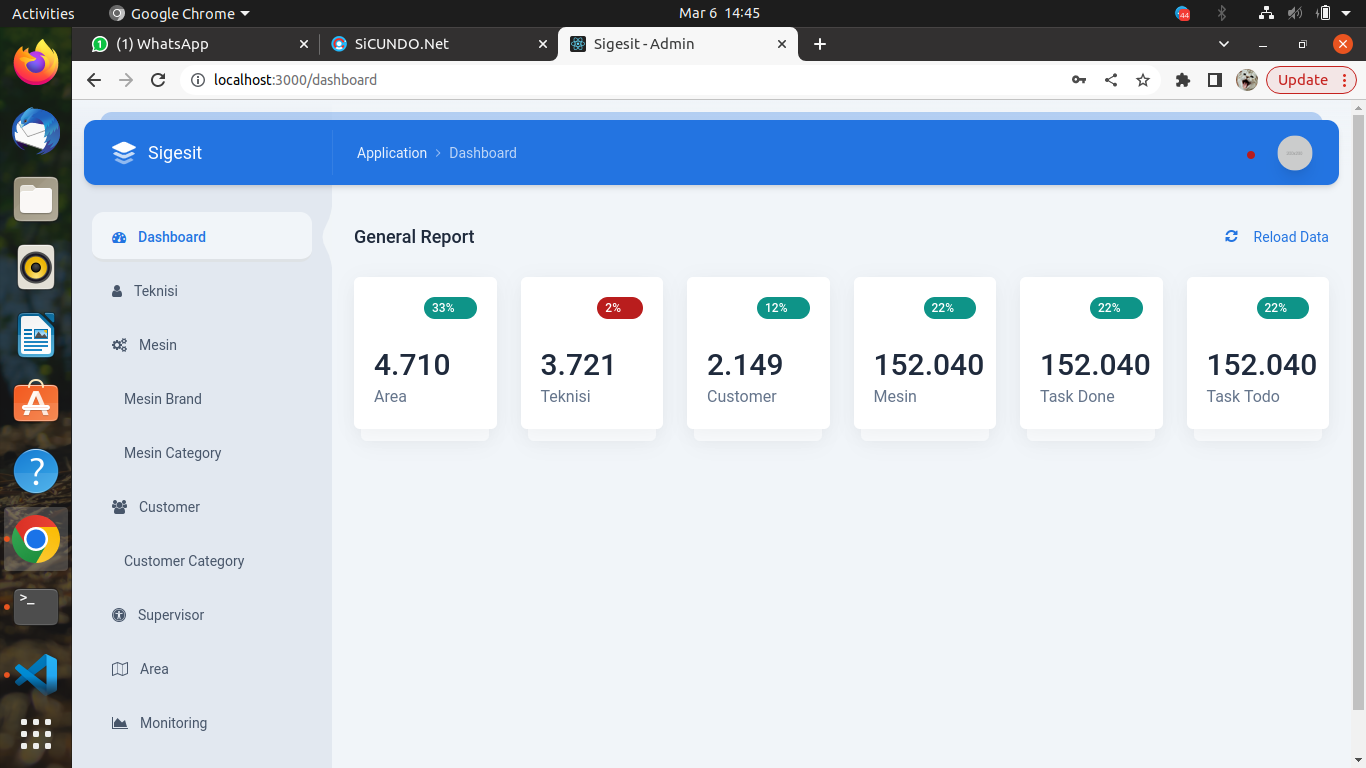 Activities Google Chrome Mar 6 14:45 44
(1) WhatsApp SiCUNDO.Net Sigesit - Admin
localhost:3000/dashboard Update
Sigesit Application Dashboard
Dashboard
Teknisi
Mesin
Mesin Brand
Mesin Category
Customer
Customer Category
Supervisor
Area
Monitoring
General Report Reload Data
33% 2% 12% 22% 22% 22%
4.710 3.721 2.149 152.040 152.040 152.040
Area Teknisi Customer Mesin Task Done Task Todo